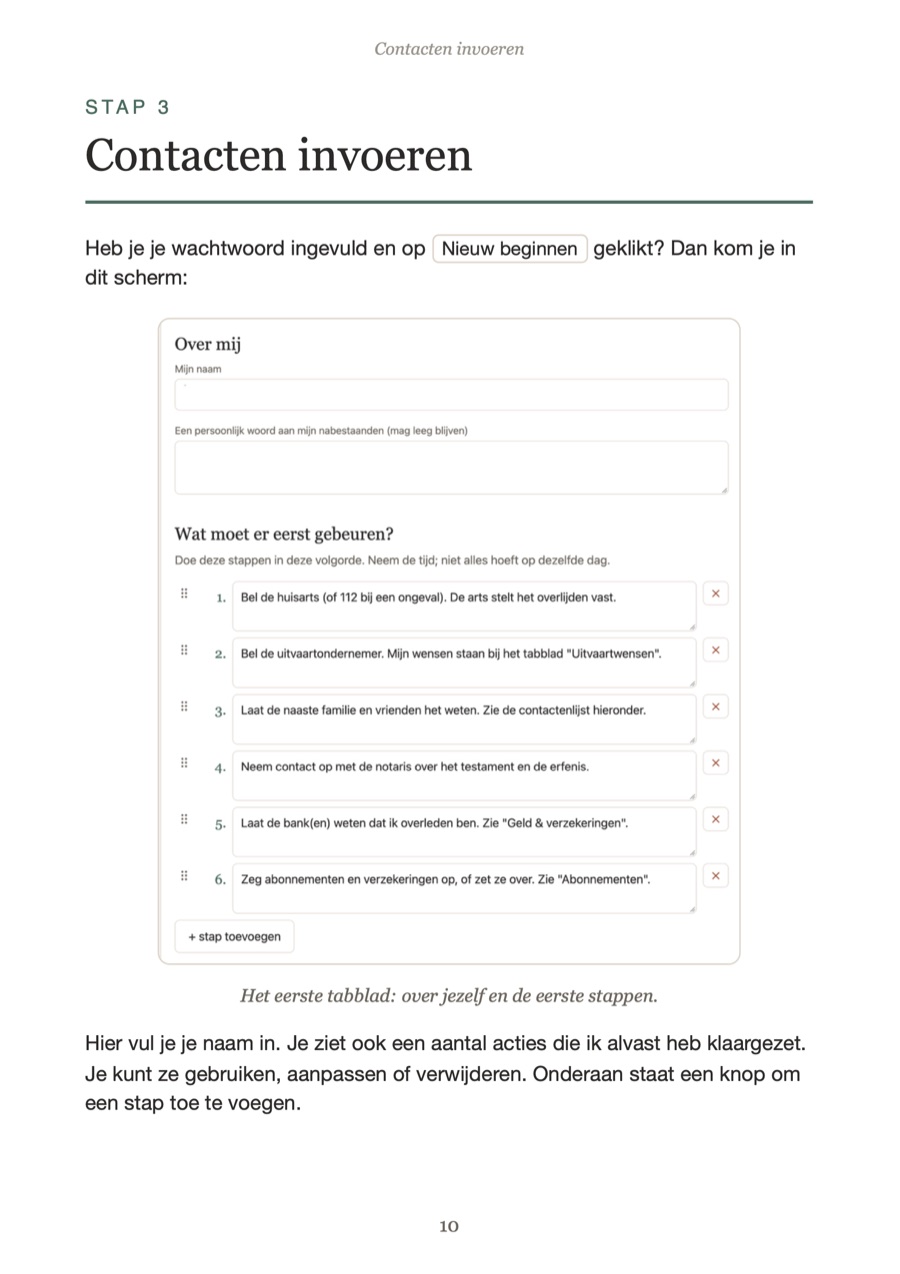 Contacten invoeren
STAP 3
Contacten invoeren
Heb je je wachtwoord ingevuld en op Nieuw beginnen geklikt? Dan kom je in
dit scherm:
Over mij
Mijn naam
Een persoonlijk woord aan mijn nabestaanden (mag leeg blijven)
Wat moet er eerst gebeuren?
Doe deze stappen in deze volgorde. Neem de tijd; niet alles hoeft op dezelfde dag.
1. Bel de huisarts (of 112 bij een ongeval). De arts stelt het overlijden vast. ×
2. Bel de uitvaartondernemer. Mijn wensen staan bij het tabblad "Uitvaartwensen". ×
3. Laat de naaste familie en vrienden het weten. Zie de contactenlijst hieronder. ×
4. Neem contact op met de notaris over het testament en de erfenis. ×
5. Laat de bank(en) weten dat ik overleden ben. Zie "Geld & verzekeringen". ×
6. Zeg abonnementen en verzekeringen op, of zet ze over. Zie "Abonnementen". ×
+ stap toevoegen
Het eerste tabblad: over jezelf en de eerste stappen.
Hier vul je je naam in. Je ziet ook een aantal acties die ik alvast heb klaargezet.
Je kunt ze gebruiken, aanpassen of verwijderen. Onderaan staat een knop om
een stap toe te voegen.
10